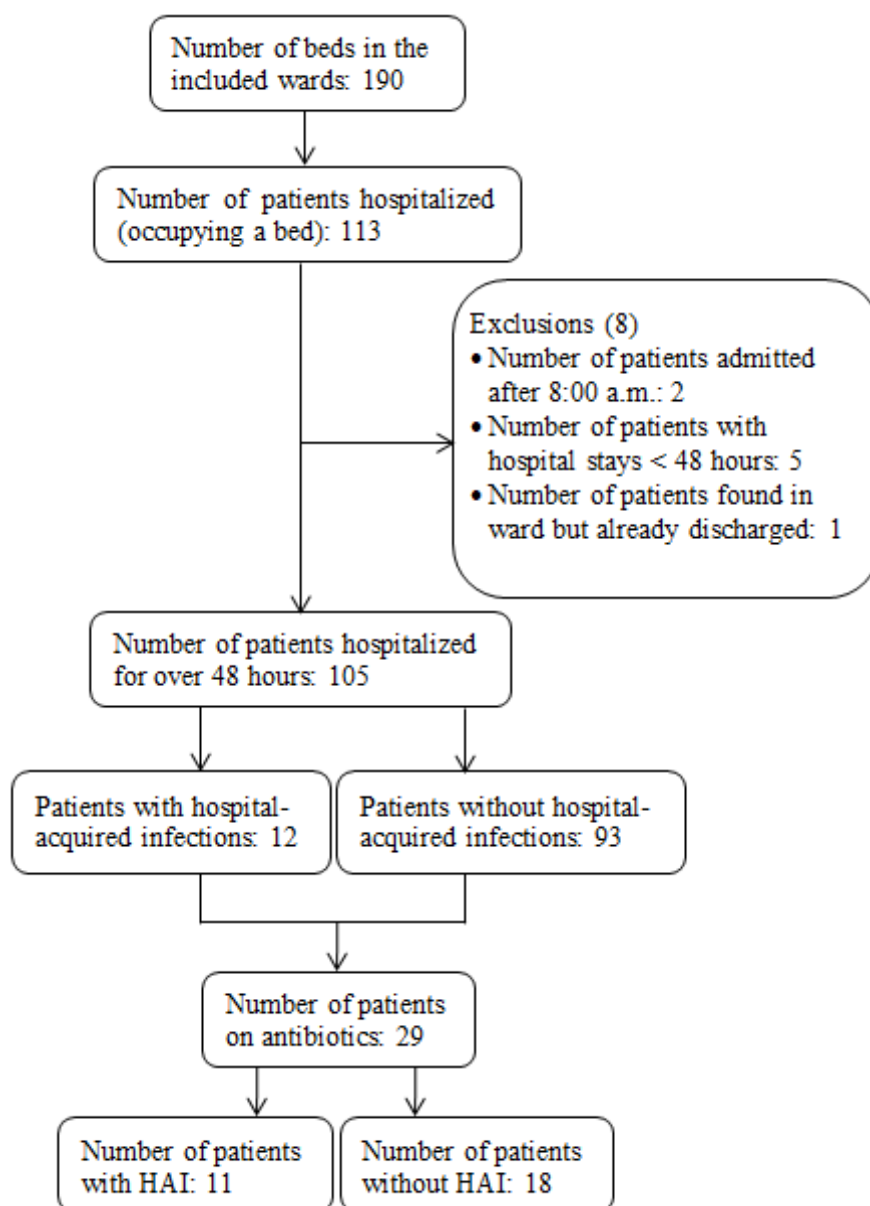 Number of beds in the
included wards: 190
Number of patients hospitalized
(occupying a bed): 113
Exclusions (8)
• Number of patients admitted
after 8:00 a.m.: 2
• Number of patients with
hospital stays < 48 hours: 5
• Number of patients found in
ward but already discharged: 1
Number of patients hospitalized
for over 48 hours: 105
Patients with hospital-
acquired infections: 12
Patients without hospital-
acquired infections: 93
Number of patients
on antibiotics: 29
Number of patients
with HAI: 11
Number of patients
without HAI: 18